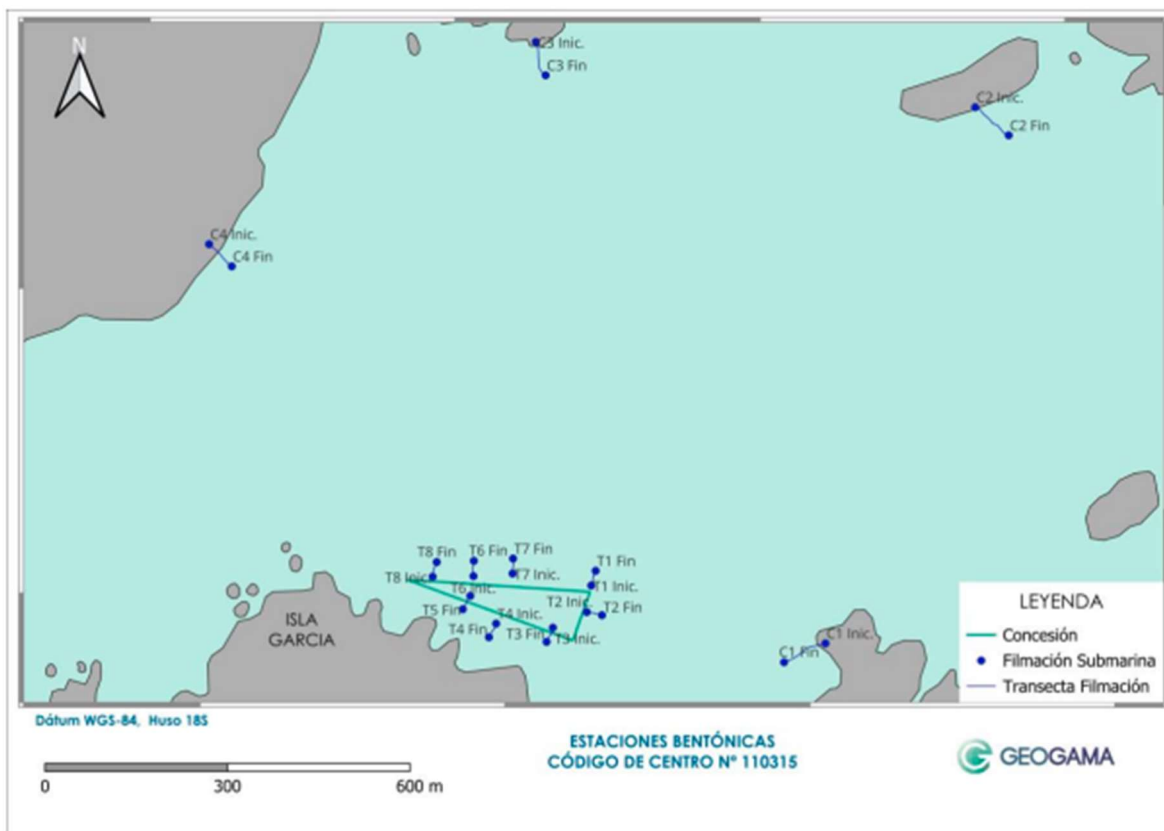 N
C3 Inic.
C3 Fin
C2 Inic.
C2 Fin
C4 Inic.
C4 Fin
T8 Fin
T6 Fin
T7 Fin
T1 Fin
T8 Inic.
T7 Inic.
T6 Inic.
T1 Inic.
T5 Fin
T4 Inic.
T2 Inic.
T2 Fin
T4 Fin
T3 Fin
T3 Inic.
ISLA
GARCIA
C1 Inic.
C1 Fin
LEYENDA
Concesión
Filmación Submarina
Transecta Filmación
Dátum WGS-84, Huso 18S
0 300 600 m
ESTACIONES BENTÓNICAS
CÓDIGO DE CENTRO Nº 110315
GEOGAMA